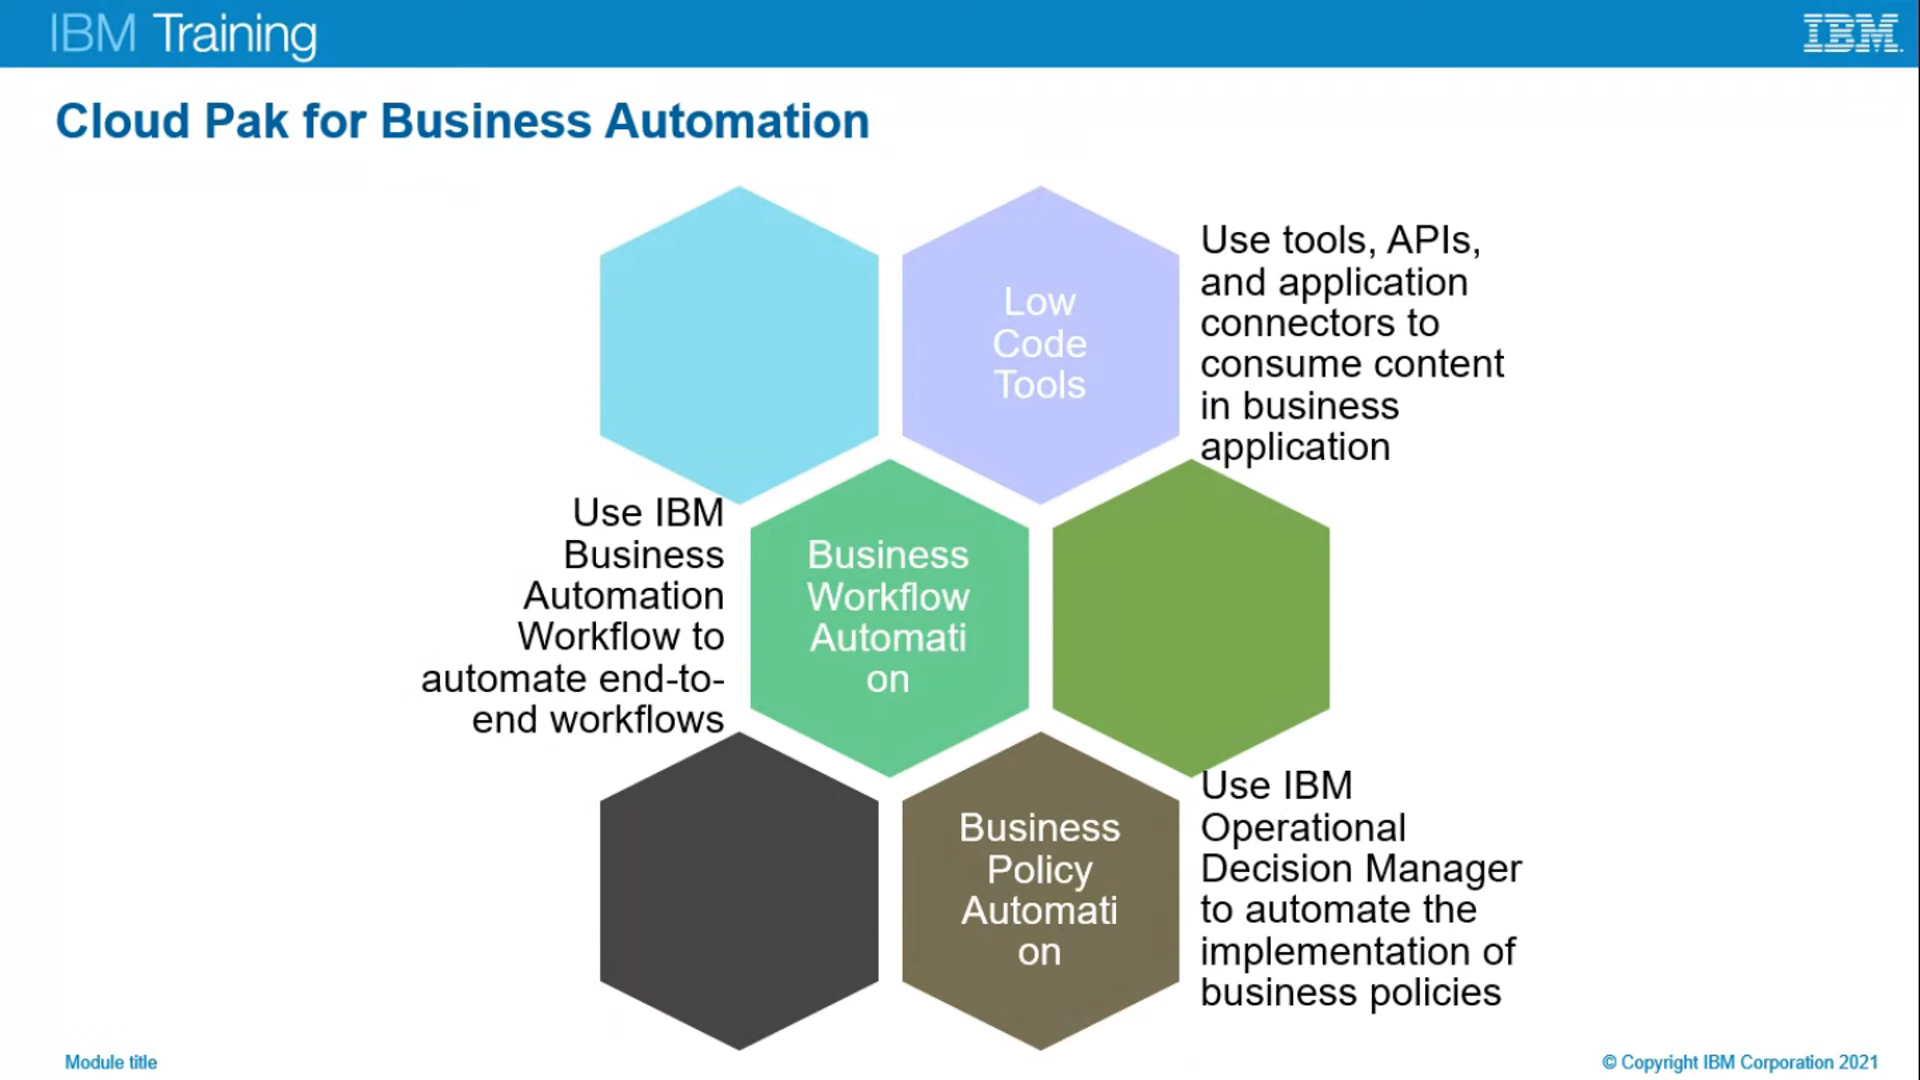 IBM Training
IBM
Cloud Pak for Business Automation
Low
Code
Tools
Use tools, APIs,
and application
connectors to
consume content
in business
application
Use IBM
Business
Automation
Workflow to
automate end-to-
end workflows
Business
Workflow
Automati
on
Business
Policy
Automati
on
Use IBM
Operational
Decision Manager
to automate the
implementation of
business policies
Module title
© Copyright IBM Corporation 2021